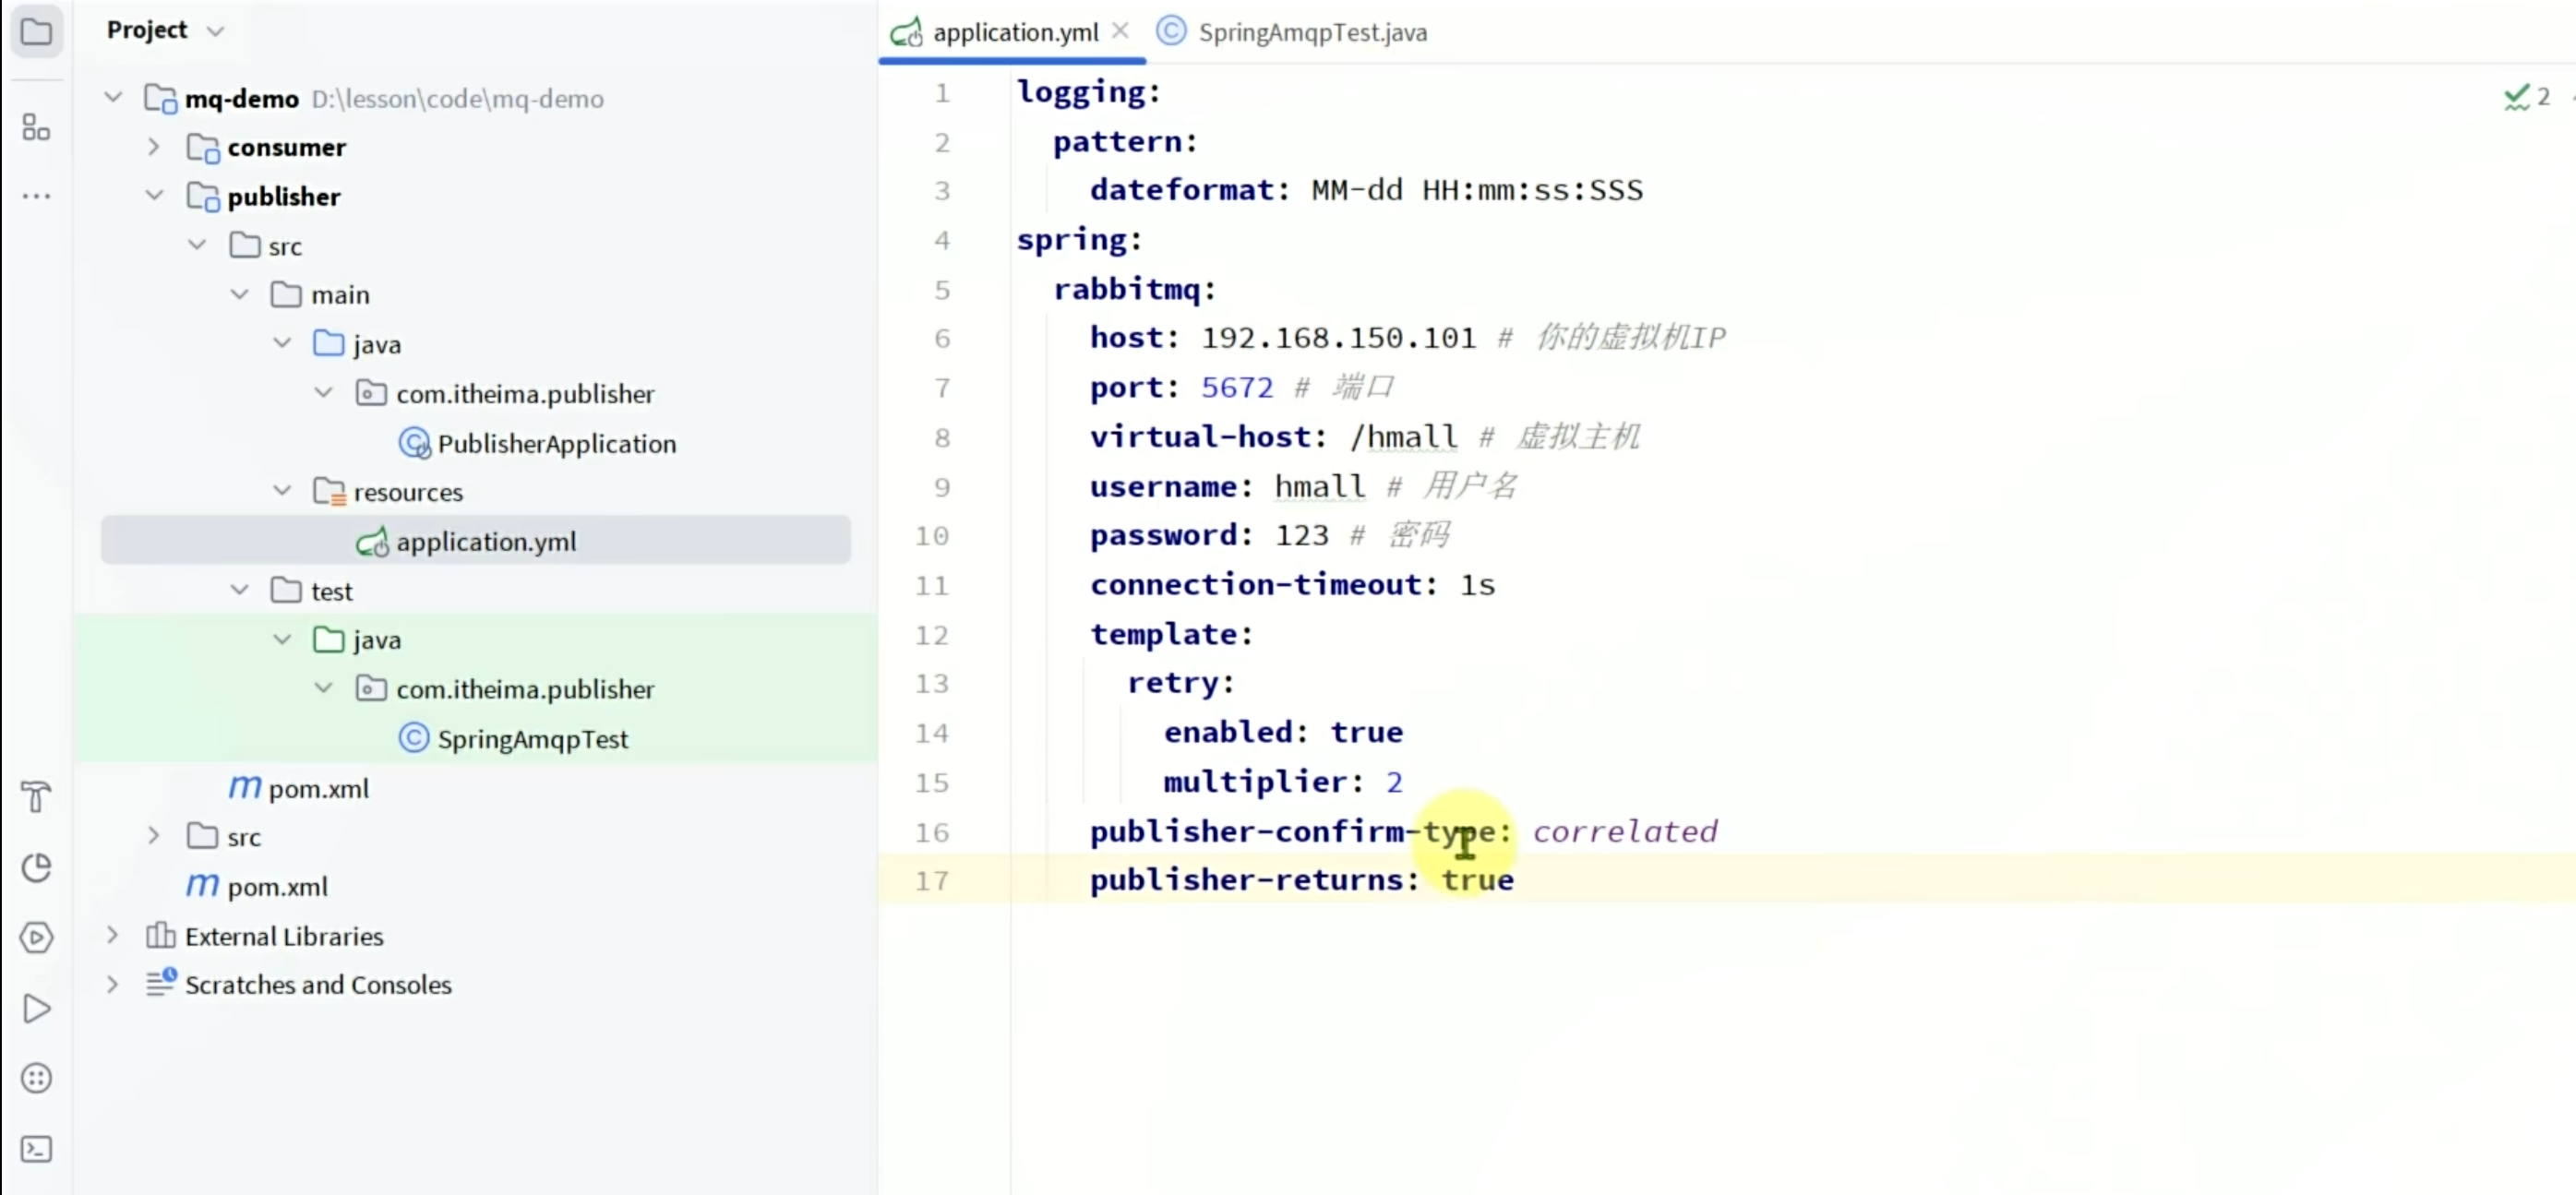 Project
mq-demo D:\lesson\code\mq-demo
consumer
publisher
src
main
java
com.itheima.publisher
PublisherApplication
resources
application.yml
test
java
com.itheima.publisher
SpringAmqpTest
pom.xml
src
pom.xml
External Libraries
Scratches and Consoles
application.yml SpringAmqpTest.java
2
1 logging:
2 pattern:
3 dateformat: MM-dd HH:mm:ss:SSS
4 spring:
5 rabbitmq:
6 host: 192.168.150.101 # 你的虚拟机IP
7 port: 5672 # 端口
8 virtual-host: /hmall # 虚拟主机
9 username: hmall # 用户名
10 password: 123 # 密码
11 connection-timeout: 1s
12 template:
13 retry:
14 enabled: true
15 multiplier: 2
16 publisher-confirm-type: correlated
17 publisher-returns: true